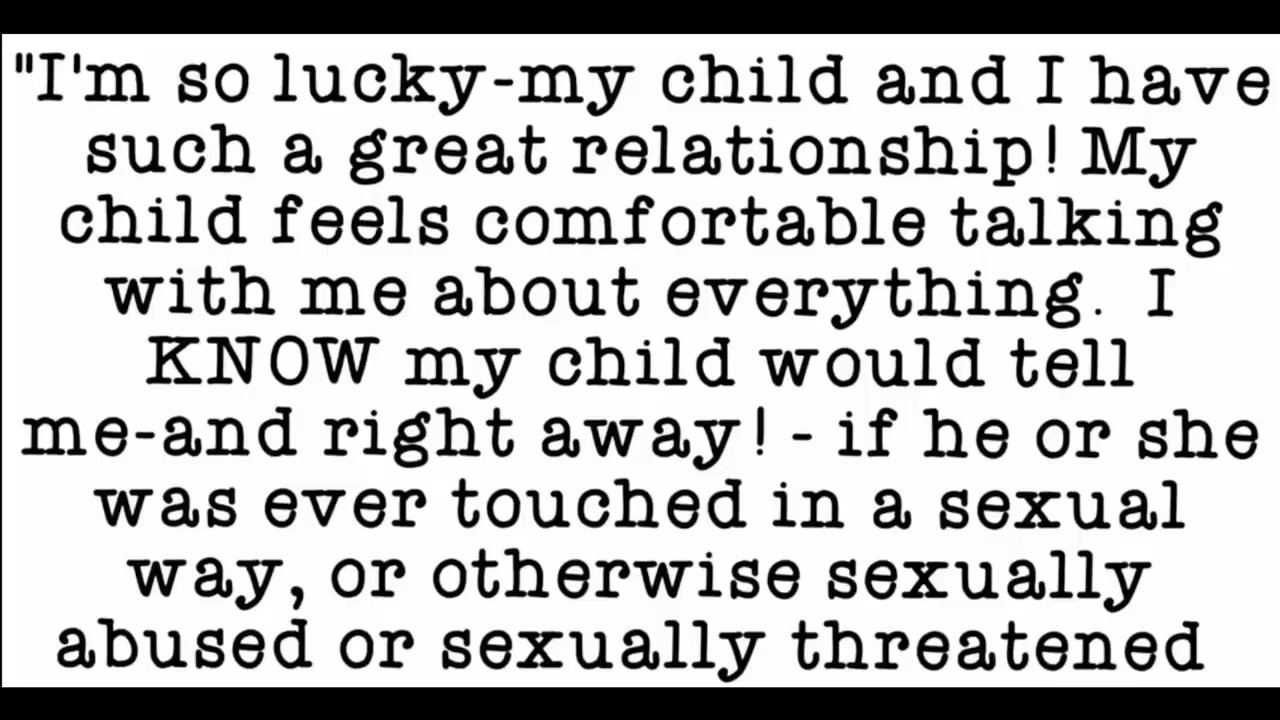 "I'm so lucky-my child and I have
such a great relationship! My
child feels comfortable talking
with me about everything. I
KNOW my child would tell
me-and right away! - if he or she
was ever touched in a sexual
way, or otherwise sexually
abused or sexually threatened